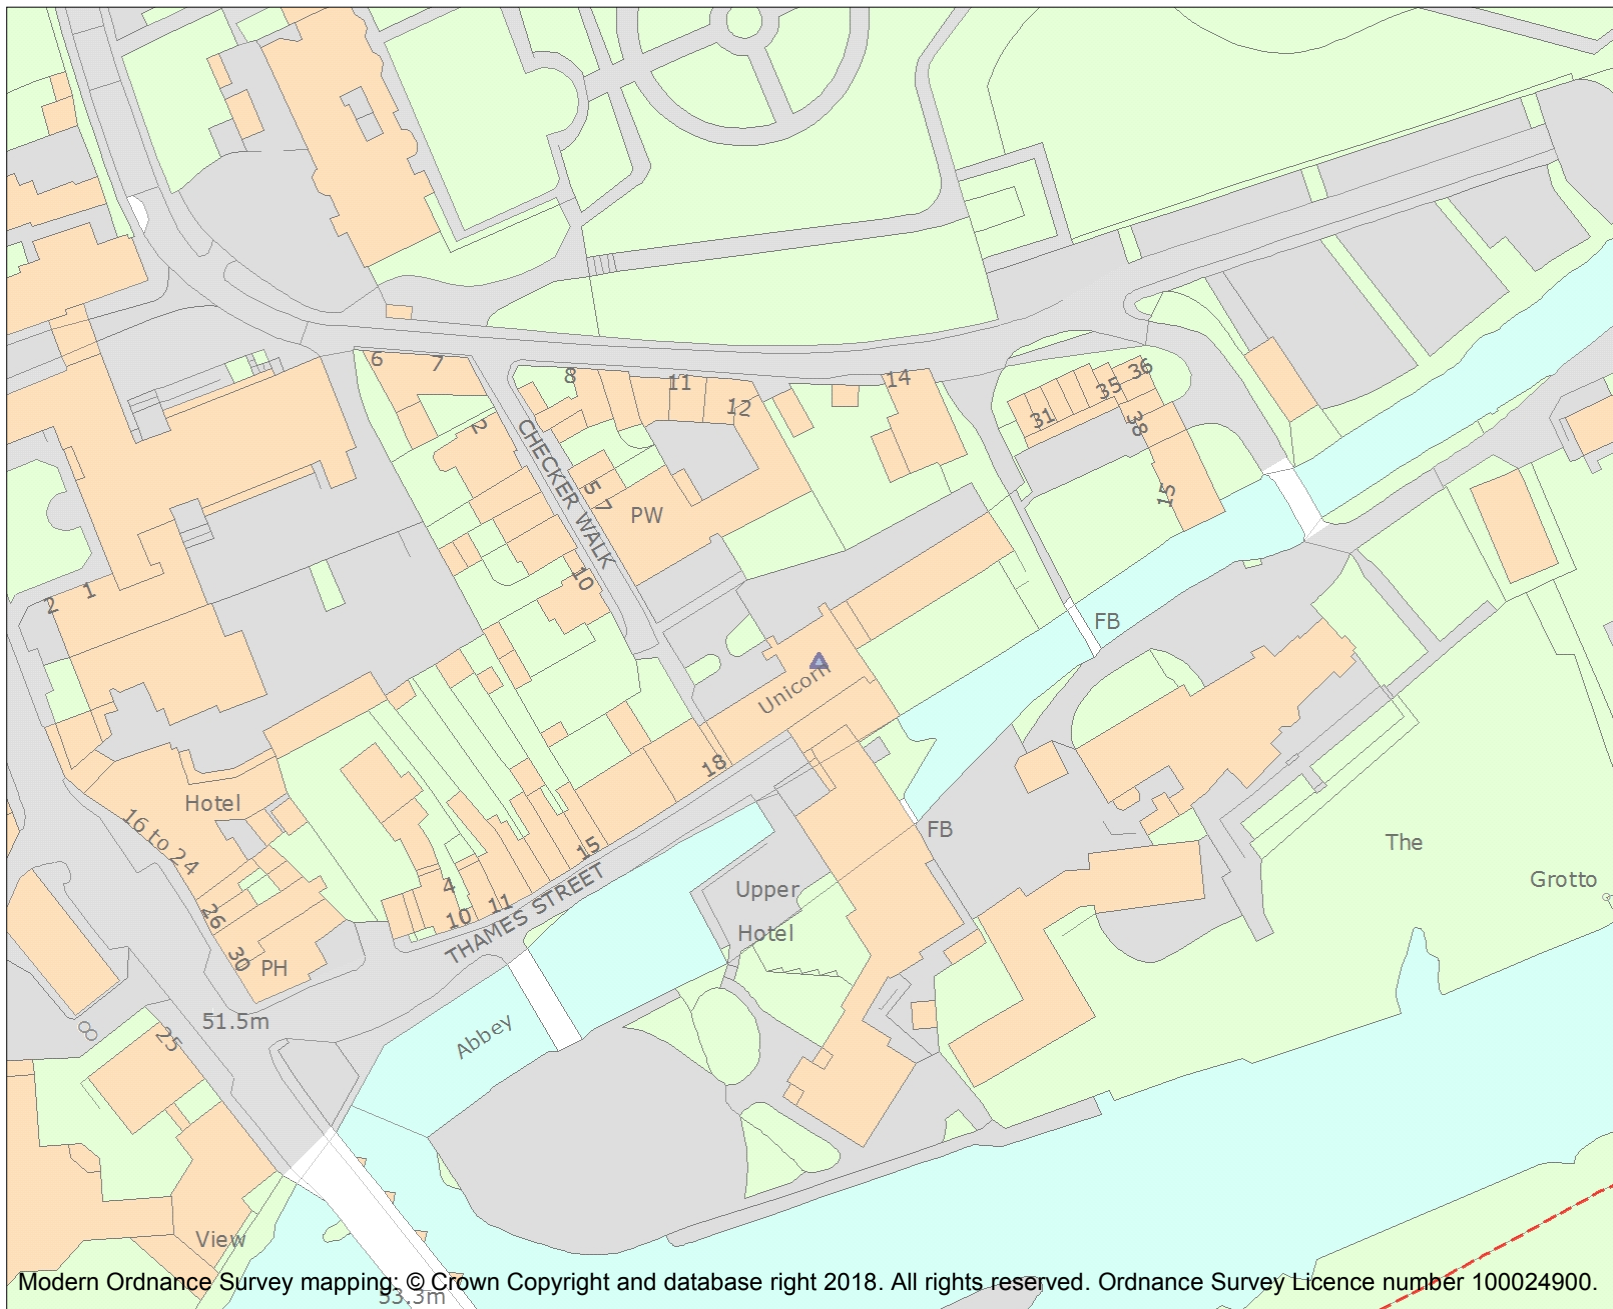 6
7
8
11
12
14
31
35
36
38
15
2
CHECKER WALK
5
7
PW
10
2
1
FB
Unicorn
18
Hotel
16 to 24
26
30
PH
4
10
11
15
THAMES STREET
FB
Upper
Hotel
The
Grotto
Abbey
51.5m
8
25
View
53.3m
Modern Ordnance Survey mapping: © Crown Copyright and database right 2018. All rights reserved. Ordnance Survey Licence number 100024900.